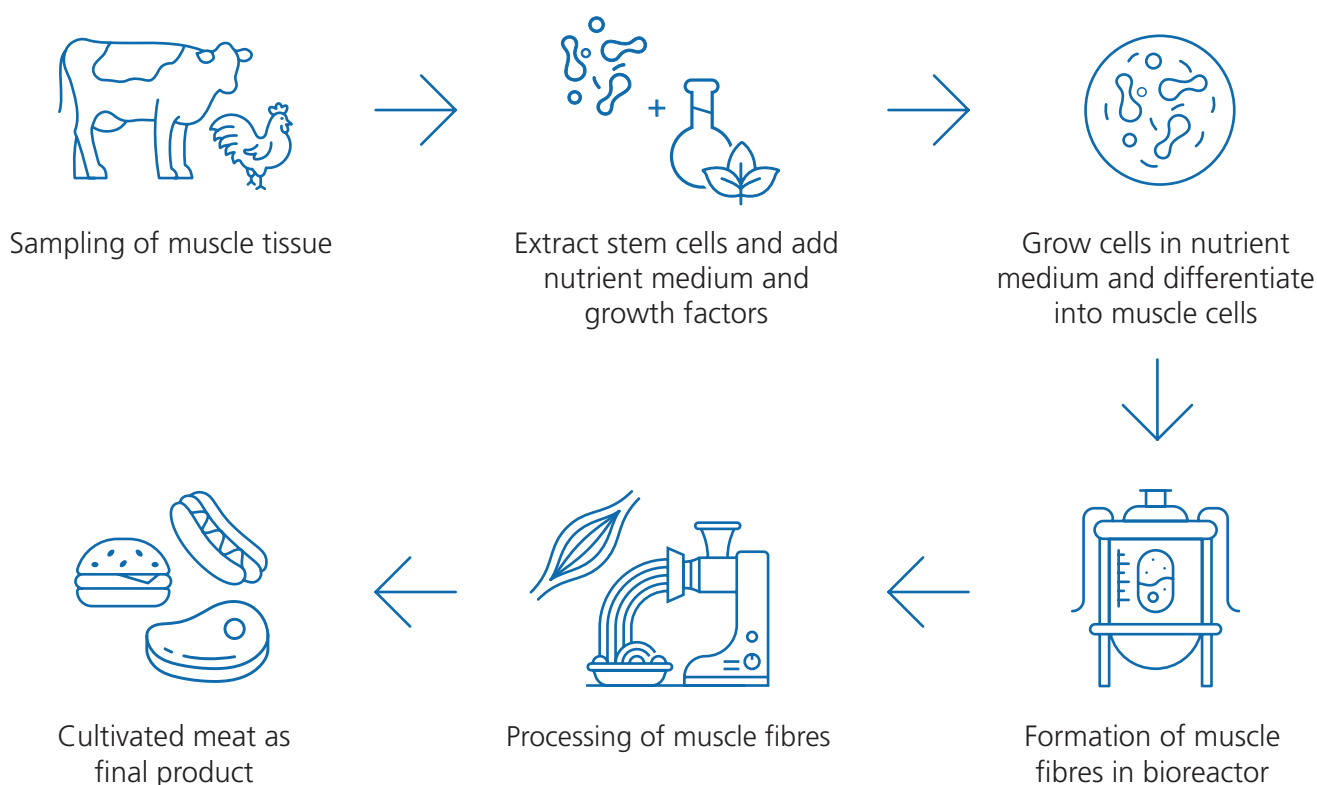 Sampling of muscle tissue
Extract stem cells and add
nutrient medium and
growth factors
Grow cells in nutrient
medium and differentiate
into muscle cells
Formation of muscle
fibres in bioreactor
Processing of muscle fibres
Cultivated meat as
final product